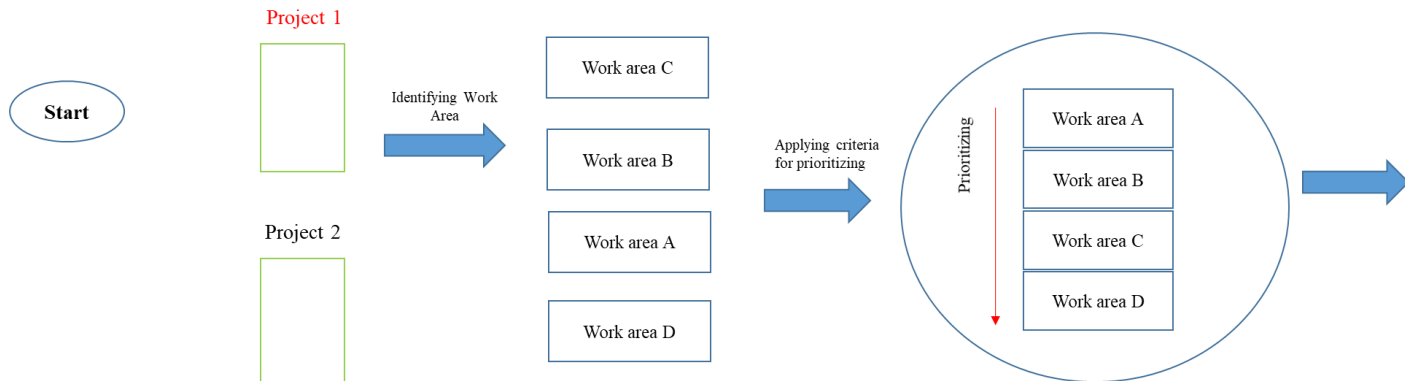 Start
Project 1
Project 2
Identifying Work
Area
Work area C
Work area B
Work area A
Work area D
Applying criteria
for prioritizing
Prioritizing
Work area A
Work area B
Work area C
Work area D